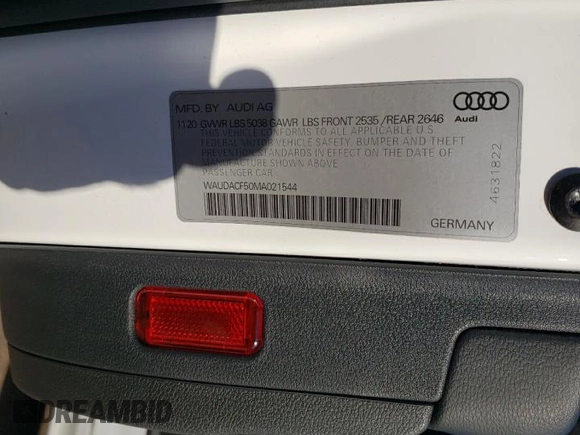 MFD. BY AUDI AG
1120 GVWR LBS 5038 GAWR LBS FRONT 2535 /REAR 2646
THIS VEHICLE CONFORMS TO ALL APPLICABLE U.S.
FEDERAL MOTOR VEHICLE SAFETY, BUMPER AND THEFT
PREVENTION STANDARDS IN EFFECT ON THE DATE OF
MANUFACTURE SHOWN ABOVE.
PASSENGER CAR
WAUDACF50MA021544
Audi
4631822
GERMANY
DREAMBID